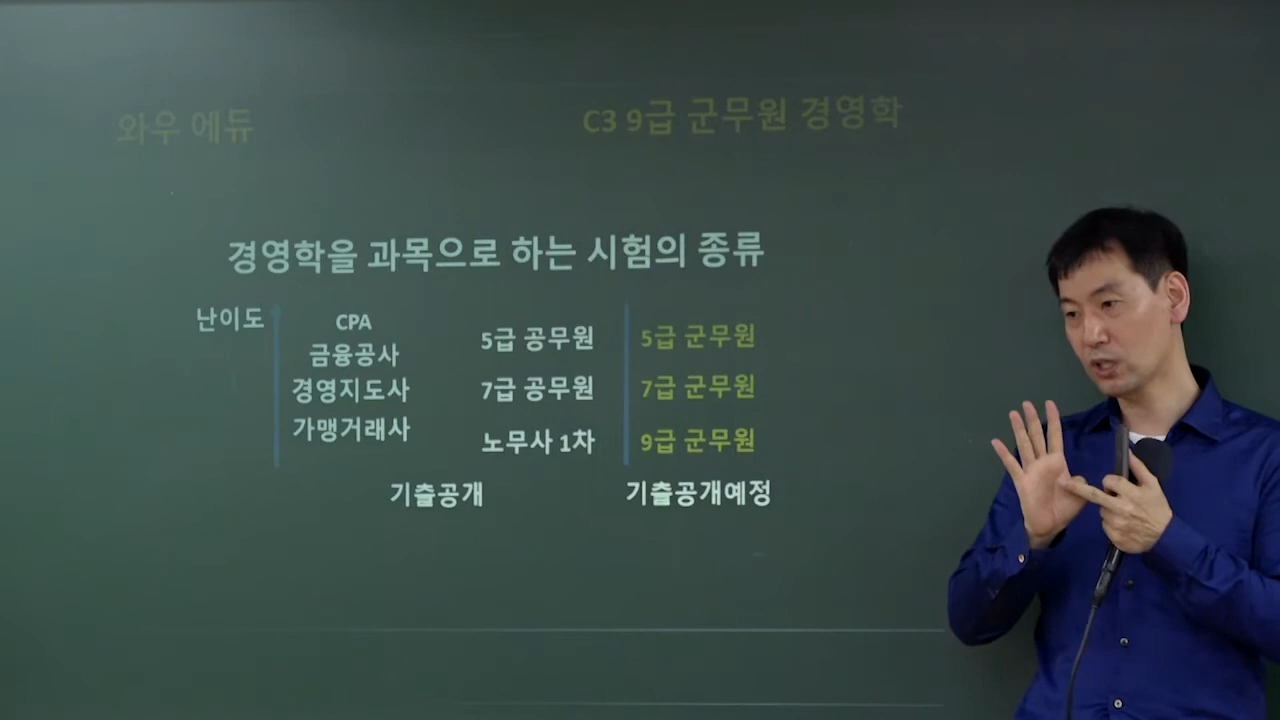 와우 에듀
C3 9급 군무원 경영학
경영학을 과목으로 하는 시험의 종류
난이도
CPA
금융공사
경영지도사
가맹거래사
5급 공무원
7급 공무원
노무사 1차
5급 군무원
7급 군무원
9급 군무원
기출공개
기출공개예정